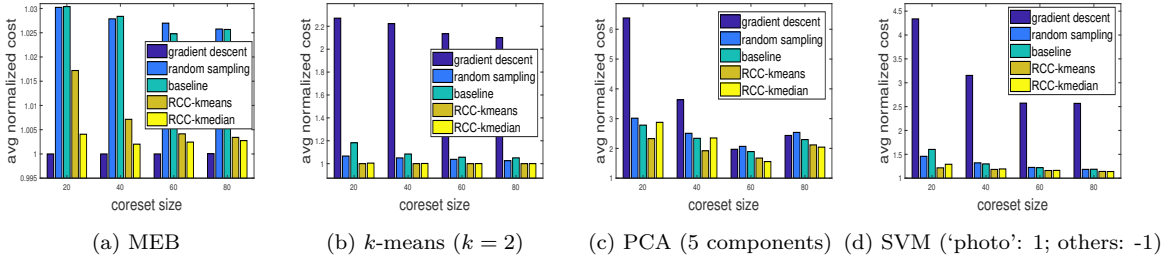 avg normalized cost
1.03
1.025
1.02
1.015
1.01
1.005
1
0.995
gradient descent
random sampling
baseline
RCC-kmeans
RCC-kmedian
20
40
60
80
coreset size
(a) MEB
avg normalized cost
2.2
2
1.8
1.6
1.4
1.2
1
gradient descent
random sampling
baseline
RCC-kmeans
RCC-kmedian
20
40
60
80
coreset size
(b) k-means (k = 2)
avg normalized cost
6
5
4
3
2
1
gradient descent
random sampling
baseline
RCC-kmeans
RCC-kmedian
20
40
60
80
coreset size
(c) PCA (5 components)
avg normalized cost
4.5
4
3.5
3
2.5
2
1.5
1
gradient descent
random sampling
baseline
RCC-kmeans
RCC-kmedian
20
40
60
80
coreset size
(d) SVM (‘photo’: 1; others: -1)